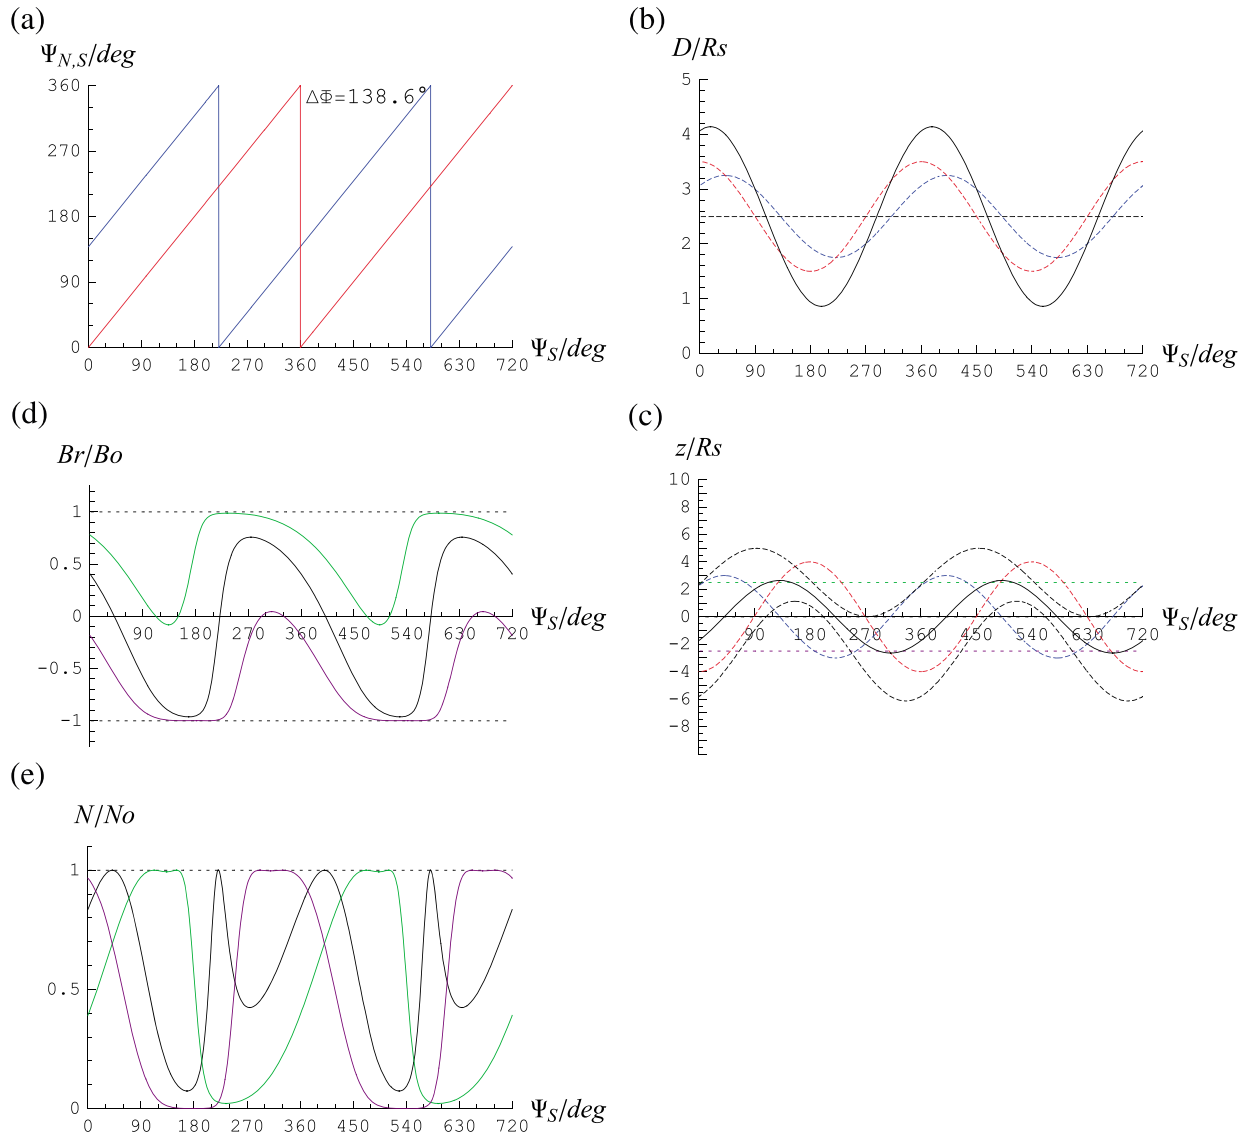 (a)
Ψ_{N,S}/deg
360
270
180
90
0
ΔΦ=138.6°
0 90 180 270 360 450 540 630 720
Ψ_S/deg
(b)
D/Rs
5
4
3
2
1
0
0 90 180 270 360 450 540 630 720
Ψ_S/deg
(d)
Br/Bo
1
0.5
0
-0.5
-1
90 180 270 360 450 540 630 720
Ψ_S/deg
(c)
z/Rs
10
8
6
4
2
0
-2
-4
-6
-8
90 180 270 360 450 540 630 720
Ψ_S/deg
(e)
N/No
1
0.5
0
0 90 180 270 360 450 540 630 720
Ψ_S/deg